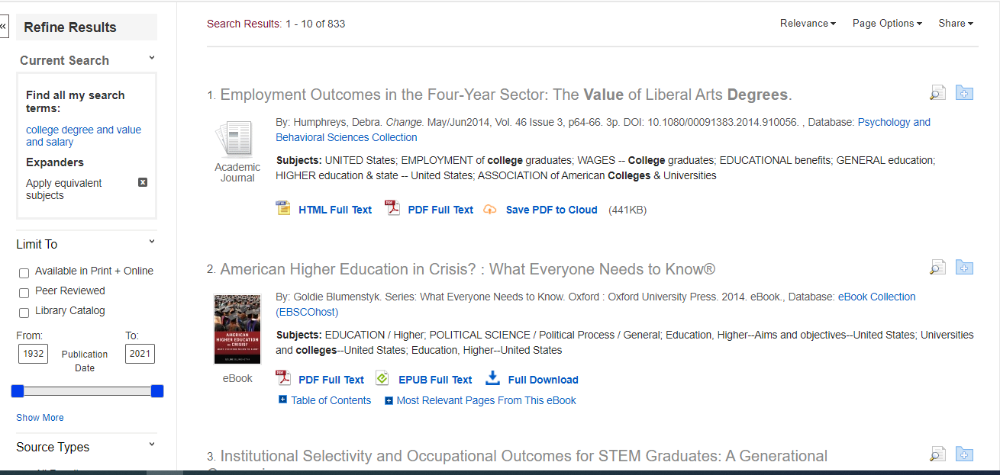 «
Refine Results
Current Search
Find all my search
terms:
college degree and value
and salary
Expanders
Apply equivalent
subjects
x
Limit To
Available in Print + Online
Peer Reviewed
Library Catalog
From:
To:
1932
Publication
Date
2021
Show More
Source Types
Search Results: 1 - 10 of 833
Relevance
Page Options
Share
1. Employment Outcomes in the Four-Year Sector: The Value of Liberal Arts Degrees.
Academic
Journal
By: Humphreys, Debra. Change. May/Jun2014, Vol. 46 Issue 3, p64-66. 3p. DOI: 10.1080/00091383.2014.910056. , Database: Psychology and
Behavioral Sciences Collection
Subjects: UNITED States; EMPLOYMENT of college graduates; WAGES -- College graduates; EDUCATIONAL benefits; GENERAL education;
HIGHER education & state -- United States; ASSOCIATION of American Colleges & Universities
HTML Full Text
PDF Full Text
Save PDF to Cloud (441KB)
2. American Higher Education in Crisis? : What Everyone Needs to Know®
AMERICAN
HIGHER EDUCATION
IN CRISIS?
WHAT EVERYONE NEEDS TO KNOW
GOLDIE BLUMENSTYK
eBook
By: Goldie Blumenstyk. Series: What Everyone Needs to Know. Oxford : Oxford University Press. 2014. eBook., Database: eBook Collection
(EBSCOhost)
Subjects: EDUCATION / Higher; POLITICAL SCIENCE / Political Process / General; Education, Higher--Aims and objectives--United States; Universities
and colleges--United States; Education, Higher--United States
PDF Full Text
EPUB Full Text
Full Download
Table of Contents
Most Relevant Pages From This eBook
3. Institutional Selectivity and Occupational Outcomes for STEM Graduates: A Generational